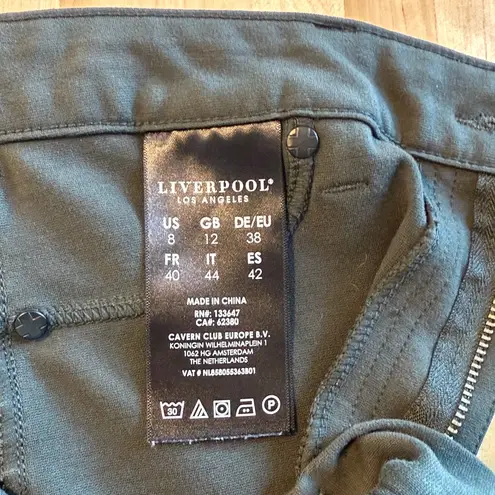 LIVERPOOL®
LOS ANGELES
US GB DE/EU
8 12 38
FR IT ES
40 44 42
MADE IN CHINA
RN#: 133647
CA#: 62380
CAVERN CLUB EUROPE B.V.
KONINGIN WILHELMINAPLEIN 1
1062 HG AMSTERDAM
THE NETHERLANDS
VAT # NL858055363B01
30 P